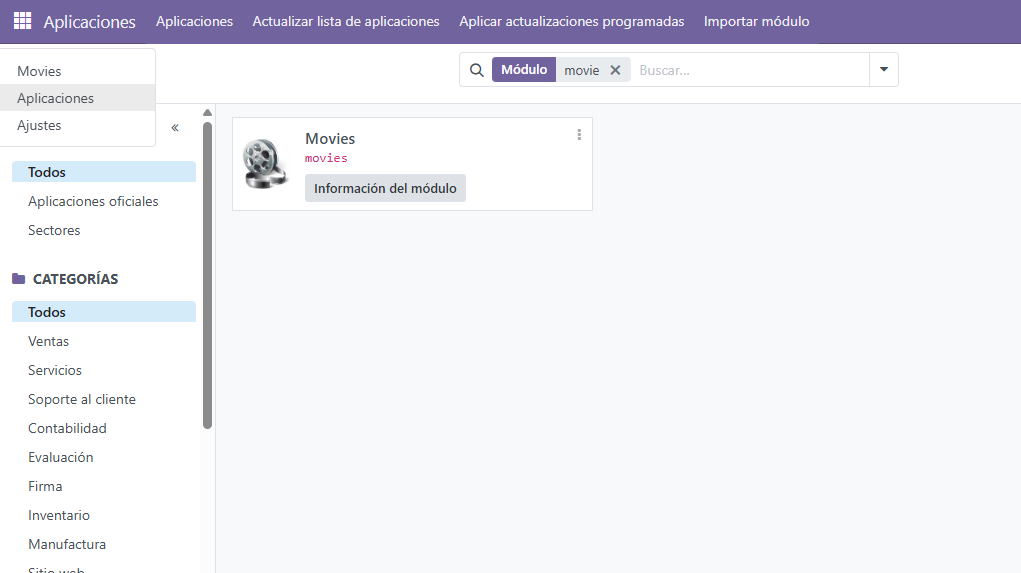 Aplicaciones Aplicaciones Actualizar lista de aplicaciones Aplicar actualizaciones programadas Importar módulo
Movies
Aplicaciones
Ajustes
Módulo movie Buscar...
«
Todos
Aplicaciones oficiales
Sectores
CATEGORÍAS
Todos
Ventas
Servicios
Soporte al cliente
Contabilidad
Evaluación
Firma
Inventario
Manufactura
Sitio web
Movies
movies
Información del módulo